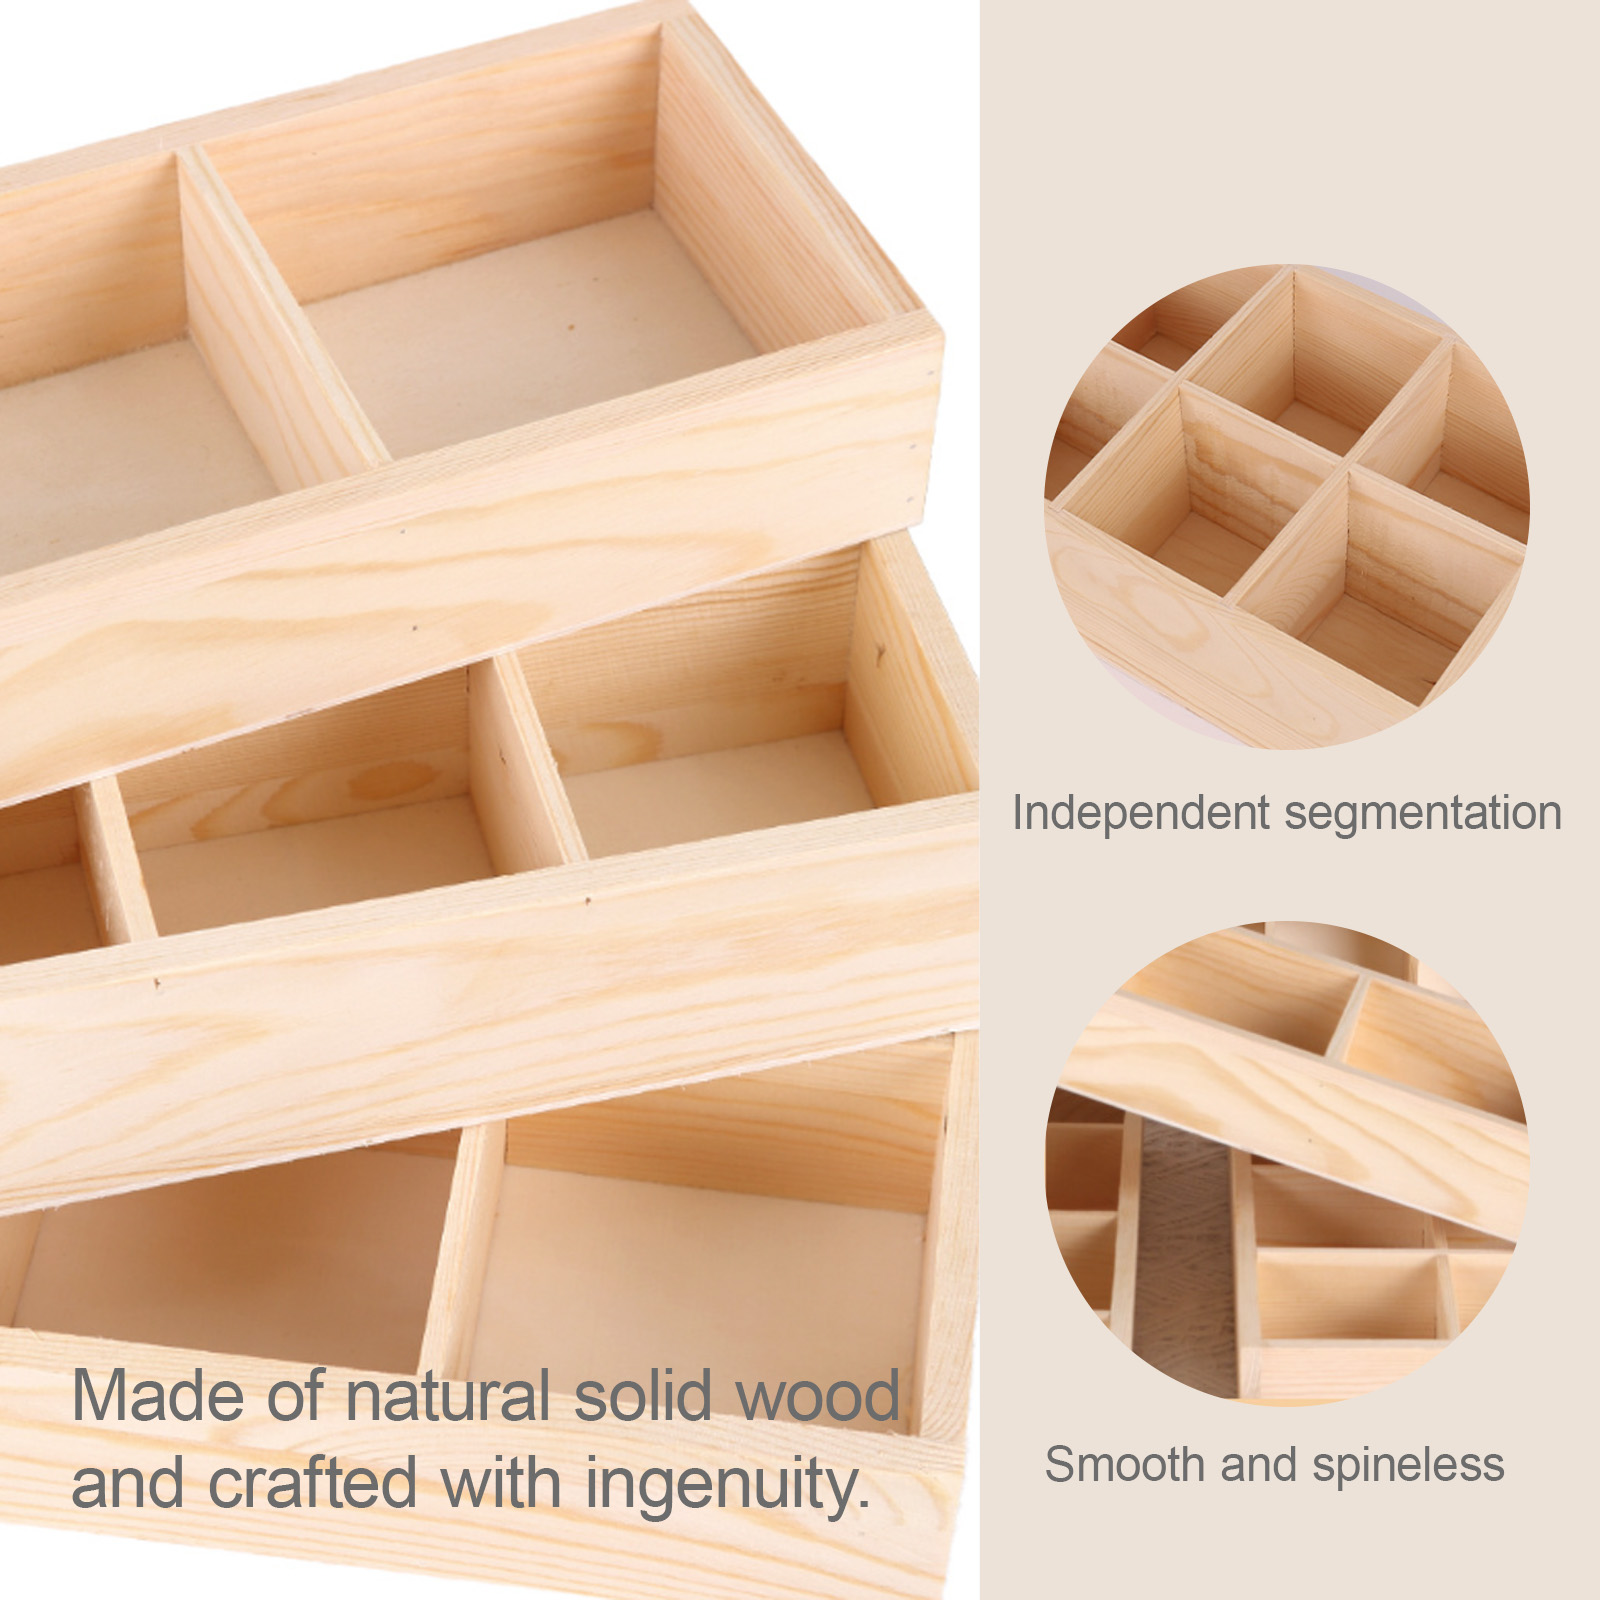 Independent segmentation
Smooth and spineless
Made of natural solid wood
and crafted with ingenuity.